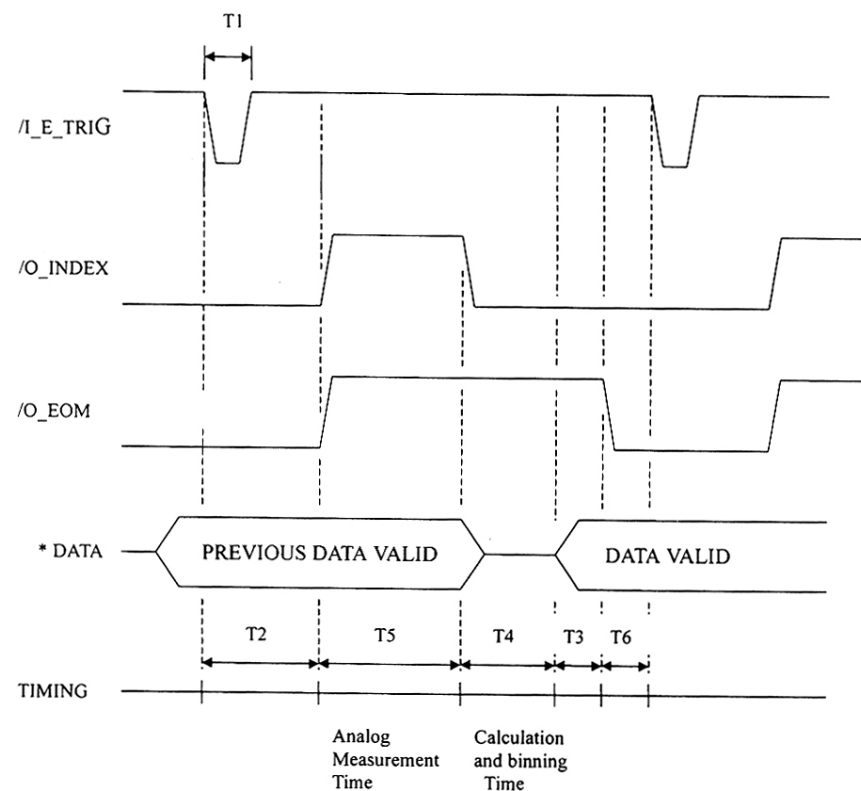 T1
/I_E_TRIG
/O_INDEX
/O_EOM
* DATA
PREVIOUS DATA VALID
DATA VALID
T2
T5
T4
T3
T6
TIMING
Analog
Measurement
Time
Calculation
and binning
Time